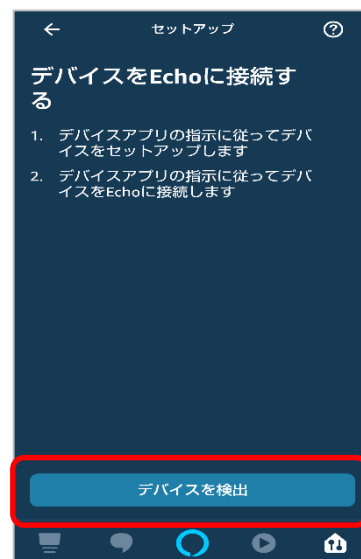 セットアップ
デバイスをEchoに接続す
る
1. デバイスアプリの指示に従ってデバ
イスをセットアップします
2. デバイスアプリの指示に従ってデバ
イスをEchoに接続します
デバイスを検出